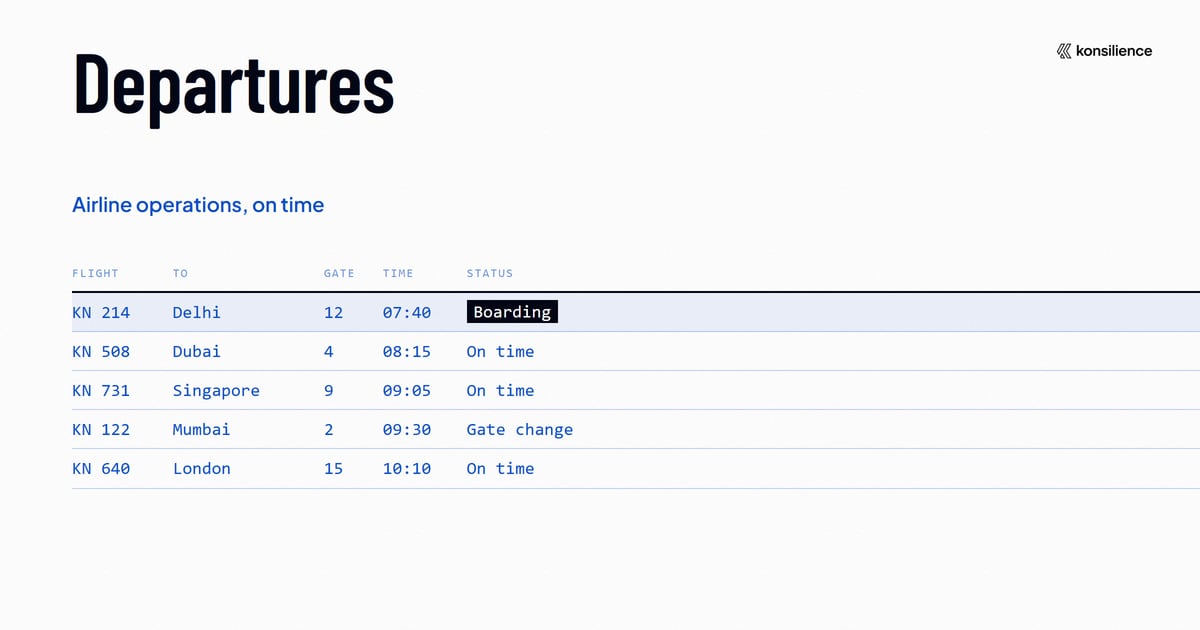 Departures
konsilience
Airline operations, on time
FLIGHT TO GATE TIME STATUS
KN 214 Delhi 12 07:40 Boarding
KN 508 Dubai 4 08:15 On time
KN 731 Singapore 9 09:05 On time
KN 122 Mumbai 2 09:30 Gate change
KN 640 London 15 10:10 On time